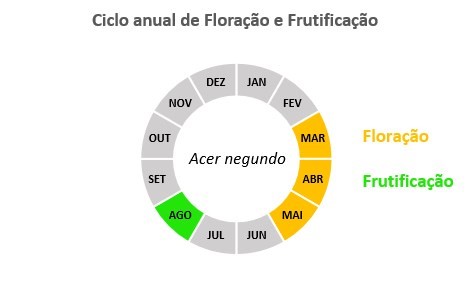 Ciclo anual de Floração e Frutificação
DEZ JAN
NOV FEV
OUT MAR Floração
Acer negundo
SET ABR Frutificação
AGO MAI
JUL JUN